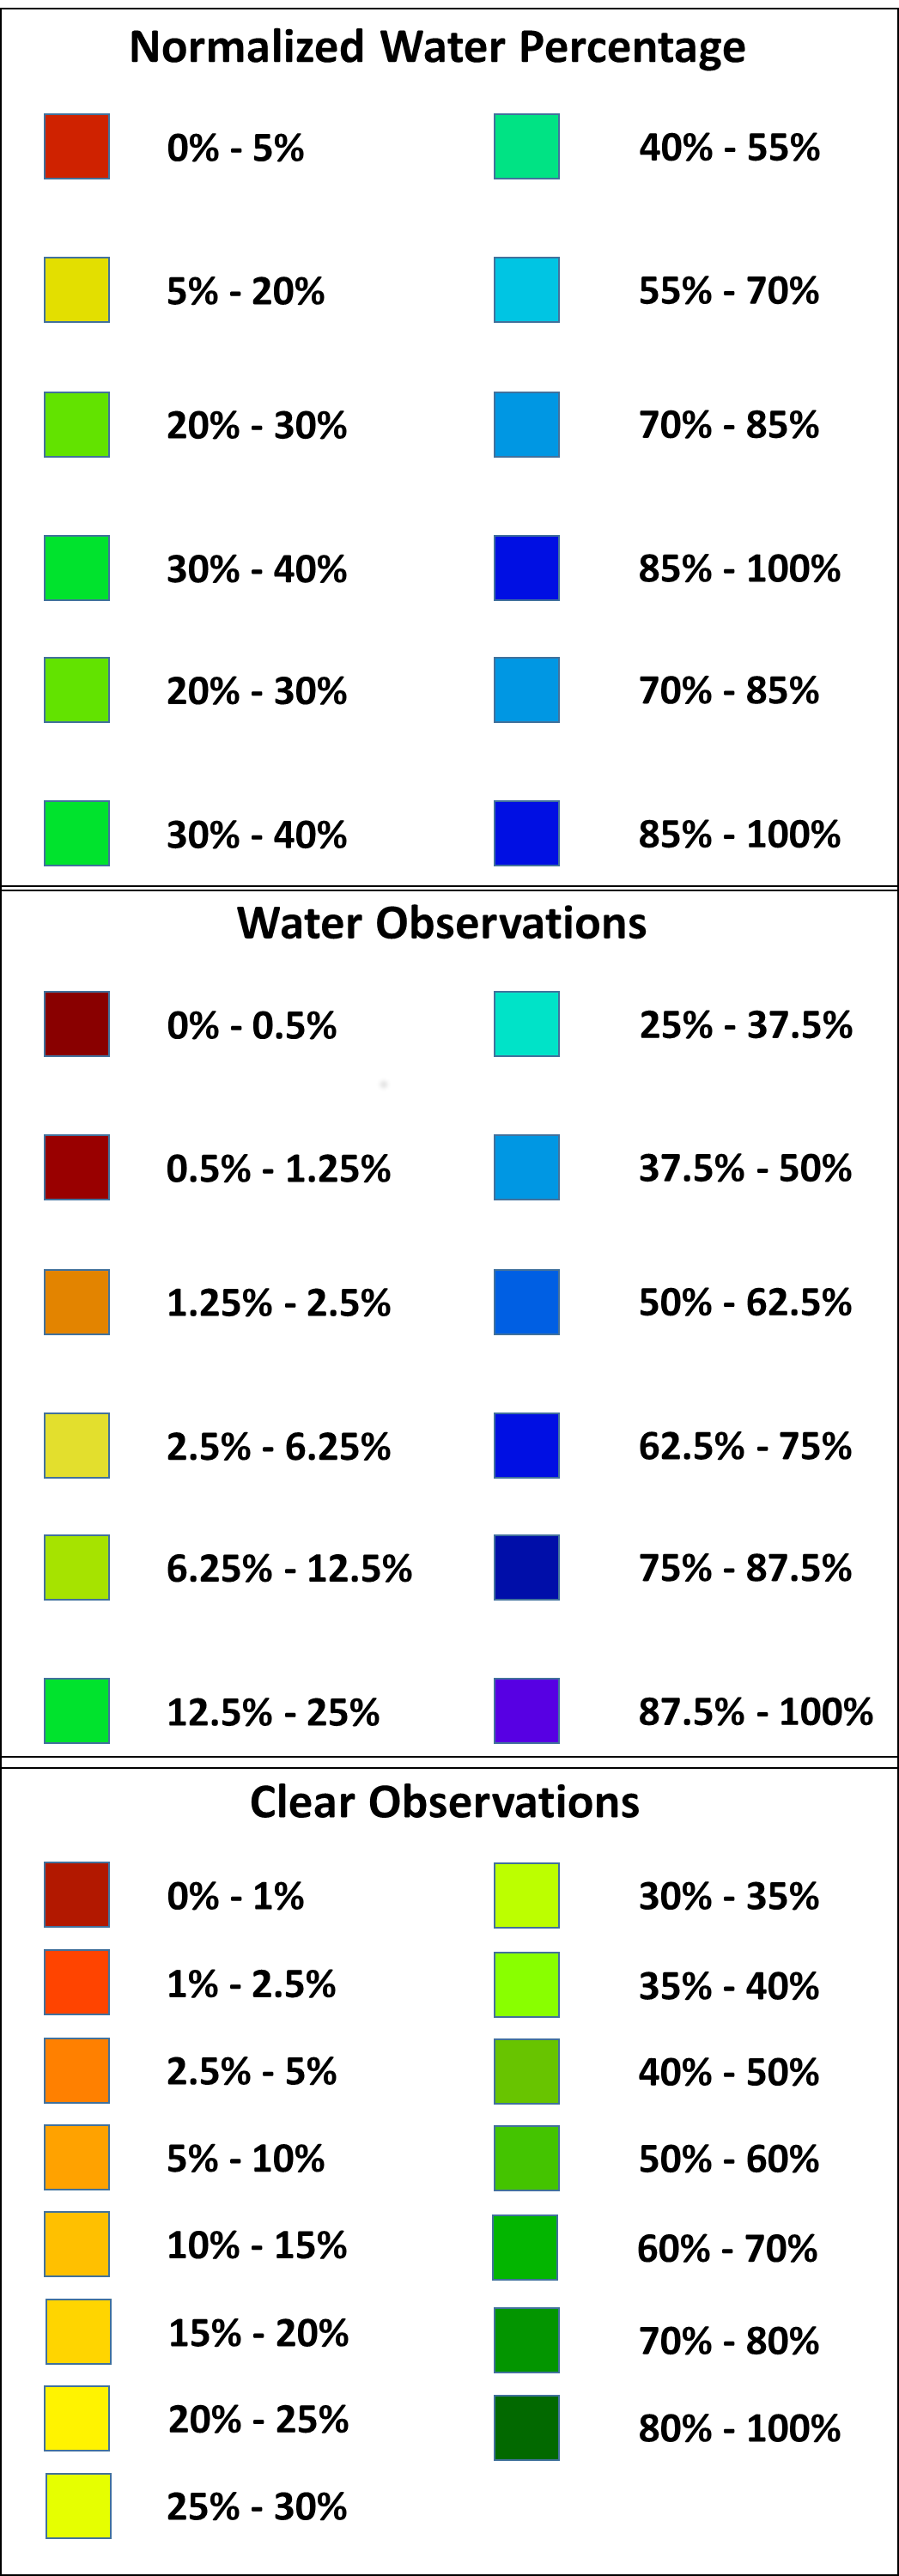 Normalized Water Percentage
0% - 5%
40% - 55%
5% - 20%
55% - 70%
20% - 30%
70% - 85%
30% - 40%
85% - 100%
20% - 30%
70% - 85%
30% - 40%
85% - 100%
Water Observations
0% - 0.5%
25% - 37.5%
0.5% - 1.25%
37.5% - 50%
1.25% - 2.5%
50% - 62.5%
2.5% - 6.25%
62.5% - 75%
6.25% - 12.5%
75% - 87.5%
12.5% - 25%
87.5% - 100%
Clear Observations
0% - 1%
30% - 35%
1% - 2.5%
35% - 40%
2.5% - 5%
40% - 50%
5% - 10%
50% - 60%
10% - 15%
60% - 70%
15% - 20%
70% - 80%
20% - 25%
80% - 100%
25% - 30%